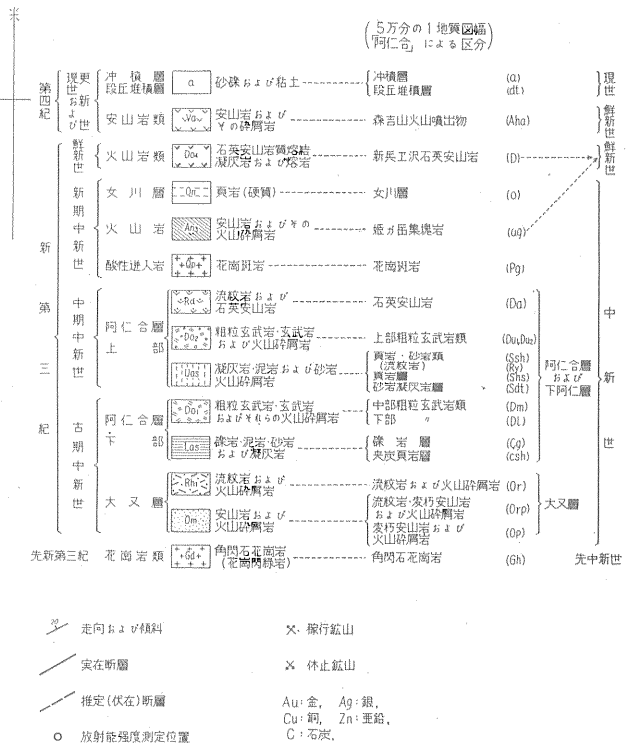 (5万分の1地質図幅
「阿仁合」による区分)
第四紀
現世および更新世
冲積層
段丘堆積層
a
砂礫および粘土
冲積層 (a)
段丘堆積層 (dt)
現世
安山岩類
Va
安山岩および
その砕屑岩
森吉山火山噴出物 (Aha)
鮮新世
新第三紀
鮮新世
火山岩類
Da
石英安山岩質熔結
凝灰岩および熔岩
新兵エ沢石英安山岩 (D)
鮮新世
新期中新世
女川層
On
頁岩(硬質)
女川層 (o)
火山岩
An
安山岩およびその
火山砕屑岩
姫ガ岳集塊岩 (ug)
酸性迸入岩
Qp
花崗斑岩
花崗斑岩 (Pg)
中期中新世
阿仁合層
上部
Ra
流紋岩および
石英安山岩
石英安山岩 (Da)
中新世
Do2
粗粒玄武岩・玄武岩
および火山砕屑岩
上部粗粒玄武岩類 (Du,Du2)
Uas
凝灰岩・泥岩および砂岩
火山砕屑岩
頁岩・砂岩類 (Ssh)
(流紋岩) (Ry)
頁岩層 (Shs)
砂岩凝灰岩層 (Sdt)
阿仁合層
および
下阿仁層
古期中新世
阿仁合層
下部
Do1
粗粒玄武岩・玄武岩
およびそれらの火山砕屑岩
中部粗粒玄武岩類 (Dm)
下部 〃 (Dl)
Las
礫岩・泥岩・砂岩
および凝灰岩
礫岩層 (Cg)
夾炭頁岩層 (csh)
大又層
Rhi
流紋岩および
火山砕屑岩
流紋岩および火山砕屑岩 (Or)
大又層
Om
安山岩および
火山砕屑岩
流紋岩・変朽安山岩
および火山砕屑岩 (Orp)
変朽安山岩および
火山砕屑岩 (Op)
先新第三紀
花崗岩類
Gd
角閃石花崗岩
(花崗閃緑岩)
角閃石花崗岩 (Gh)
先中新世
20
走向および傾斜
稼行鉱山
実在断層
休止鉱山
推定(伏在)断層
Au:金, Ag:銀,
Cu:銅, Zn:亜鉛,
C:石炭,
放射能强度測定位置